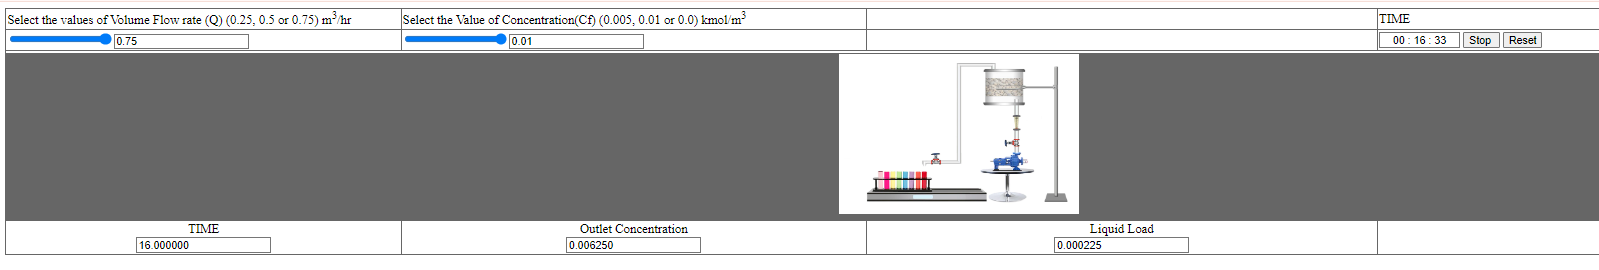 Select the values of Volume Flow rate (Q) (0.25, 0.5 or 0.75) m³/hr
Select the Value of Concentration(Cf) (0.005, 0.01 or 0.0) kmol/m³
TIME
0.75
0.01
00 : 16 : 33 Stop Reset
TIME
Outlet Concentration
Liquid Load
16.000000
0.006250
0.000225